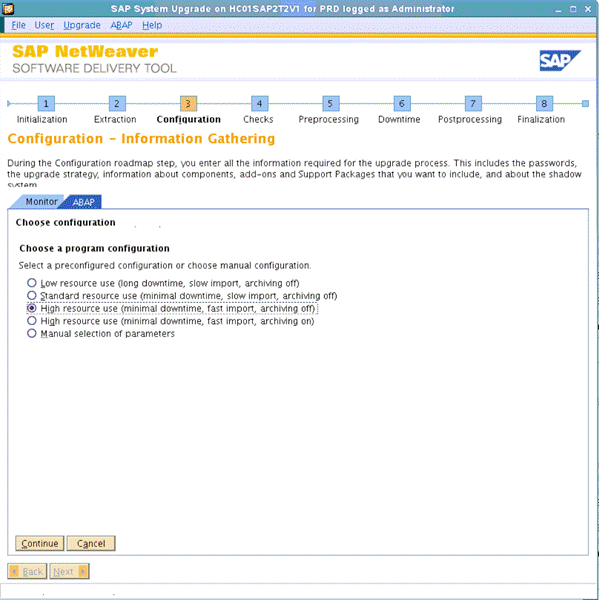 SAP System Upgrade on HC01SAP2T2V1 for PRD logged as Administrator
File User Upgrade ABAP Help
SAP NetWeaver
SOFTWARE DELIVERY TOOL
SAP
1 2 3 4 5 6 7 8
Initialization Extraction Configuration Checks Preprocessing Downtime Postprocessing Finalization
Configuration - Information Gathering
During the Configuration roadmap step, you enter all the information required for the upgrade process. This includes the passwords,
the upgrade strategy, information about components, add-ons and Support Packages that you want to include, and about the shadow
system.
Monitor ABAP
Choose configuration
Choose a program configuration
Select a preconfigured configuration or choose manual configuration.
Low resource use (long downtime, slow import, archiving off)
Standard resource use (minimal downtime, slow import, archiving off)
High resource use (minimal downtime, fast import, archiving off)
High resource use (minimal downtime, fast import, archiving on)
Manual selection of parameters
Continue Cancel
Back Next